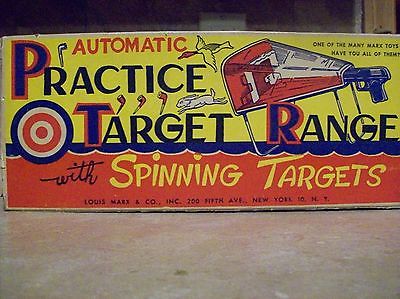 AUTOMATIC
ONE OF THE MANY MARX TOYS
HAVE YOU ALL OF THEM?
PRACTICE
TARGET RANGE
with SPINNING TARGETS
LOUIS MARX & CO., INC. 200 FIFTH AVE., NEW YORK 10, N. Y.